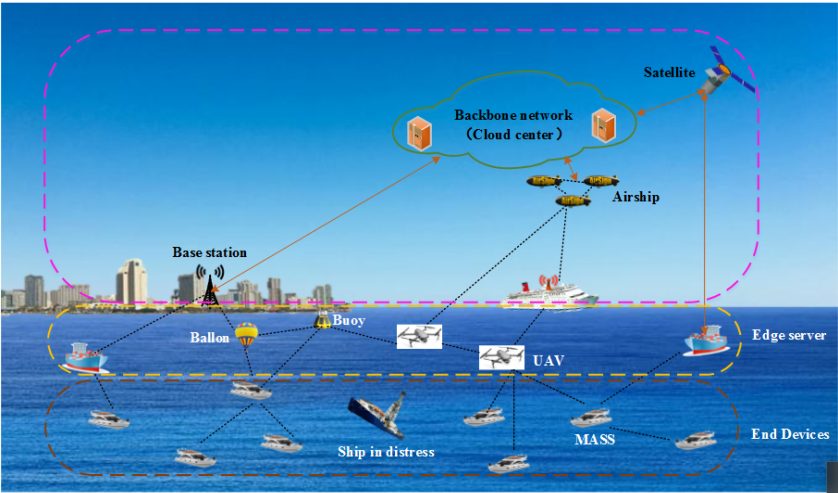 Satellite
Backbone network
（Cloud center）
Airship
Base station
Buoy
Ballon
UAV
Edge server
MASS
Ship in distress
End Devices